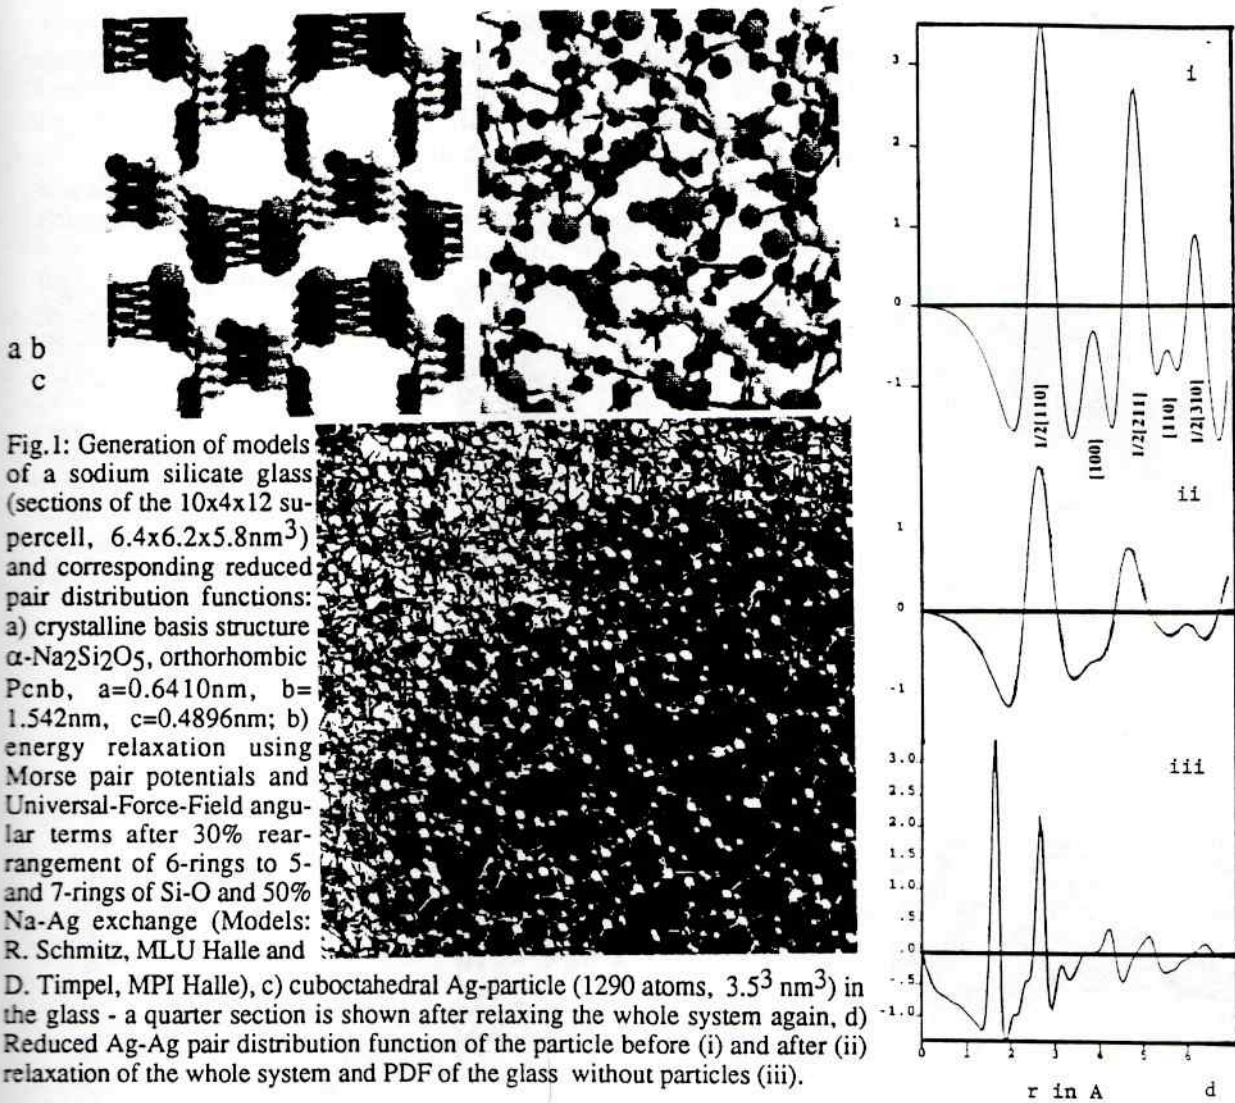 a b
c
Fig.1: Generation of models
of a sodium silicate glass
(sections of the 10x4x12 su-
percell, 6.4x6.2x5.8nm³)
and corresponding reduced
pair distribution functions:
a) crystalline basis structure
α-Na2Si2O5, orthorhombic
Pcnb, a=0.6410nm, b=
1.542nm, c=0.4896nm; b)
energy relaxation using
Morse pair potentials and
Universal-Force-Field angu-
lar terms after 30% rear-
rangement of 6-rings to 5-
and 7-rings of Si-O and 50%
Na-Ag exchange (Models:
R. Schmitz, MLU Halle and
D. Timpel, MPI Halle), c) cuboctahedral Ag-particle (1290 atoms, 3.5³ nm³) in
the glass - a quarter section is shown after relaxing the whole system again, d)
Reduced Ag-Ag pair distribution function of the particle before (i) and after (ii)
relaxation of the whole system and PDF of the glass without particles (iii).
i
3
2
1
0
-1
1/2[110]
[001]
1/2[112]
[110]
1/2[310]
ii
1
0
-1
iii
3.0
2.5
2.0
1.5
1.0
.5
.0
-.5
-1.0
0 1 2 3 4 5 6
r in A
d